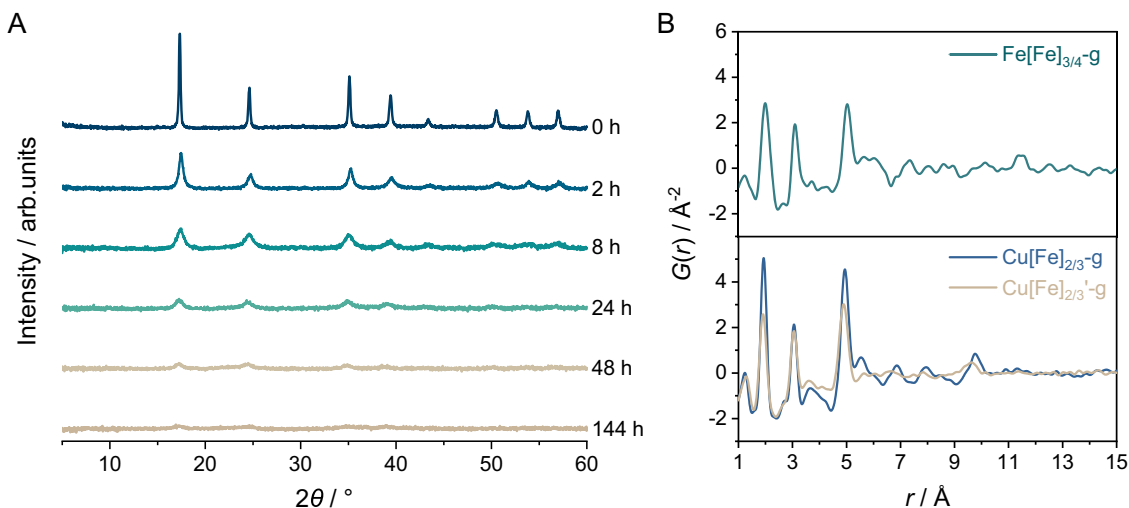 A
Intensity / arb.units
0 h
2 h
8 h
24 h
48 h
144 h
10 20 30 40 50 60
2θ / °
B
G(r) / Å-2
6
4
2
0
-2
Fe[Fe]3/4-g
4
2
0
-2
Cu[Fe]2/3-g
Cu[Fe]2/3'-g
1 3 5 7 9 11 13 15
r / Å